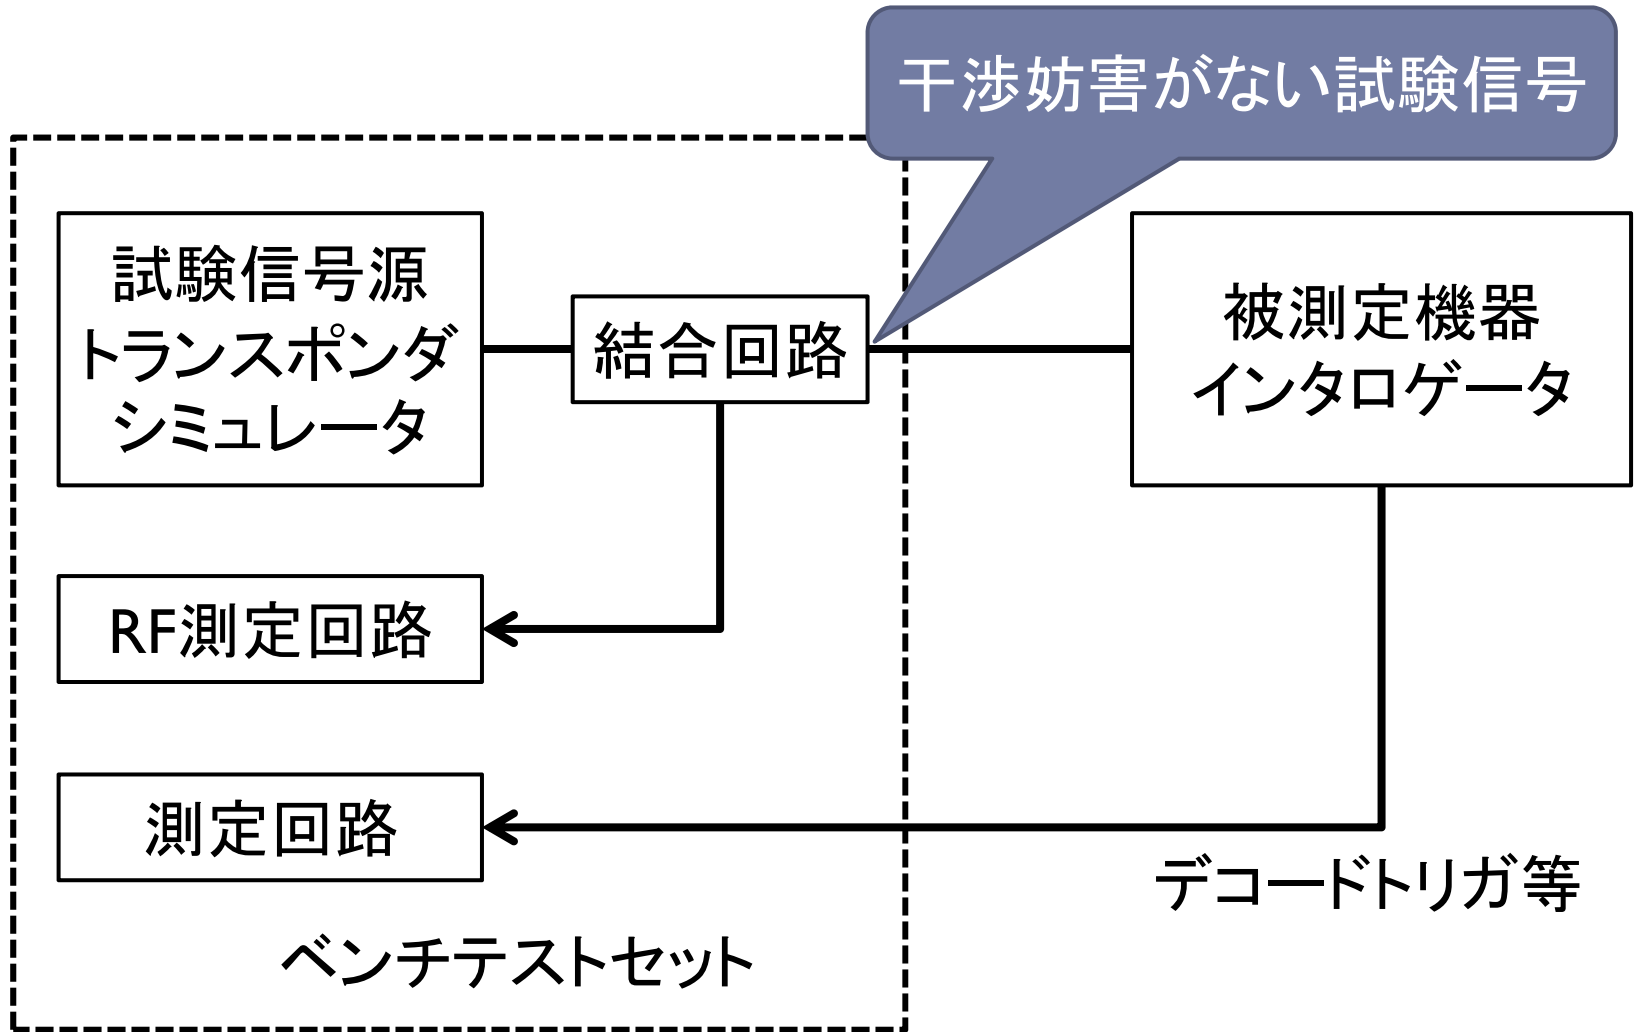 干渉妨害がない試験信号
試験信号源
トランスポンダ
シミュレータ
結合回路
被測定機器
インタロゲータ
RF測定回路
測定回路
デコードトリガ等
ベンチテストセット